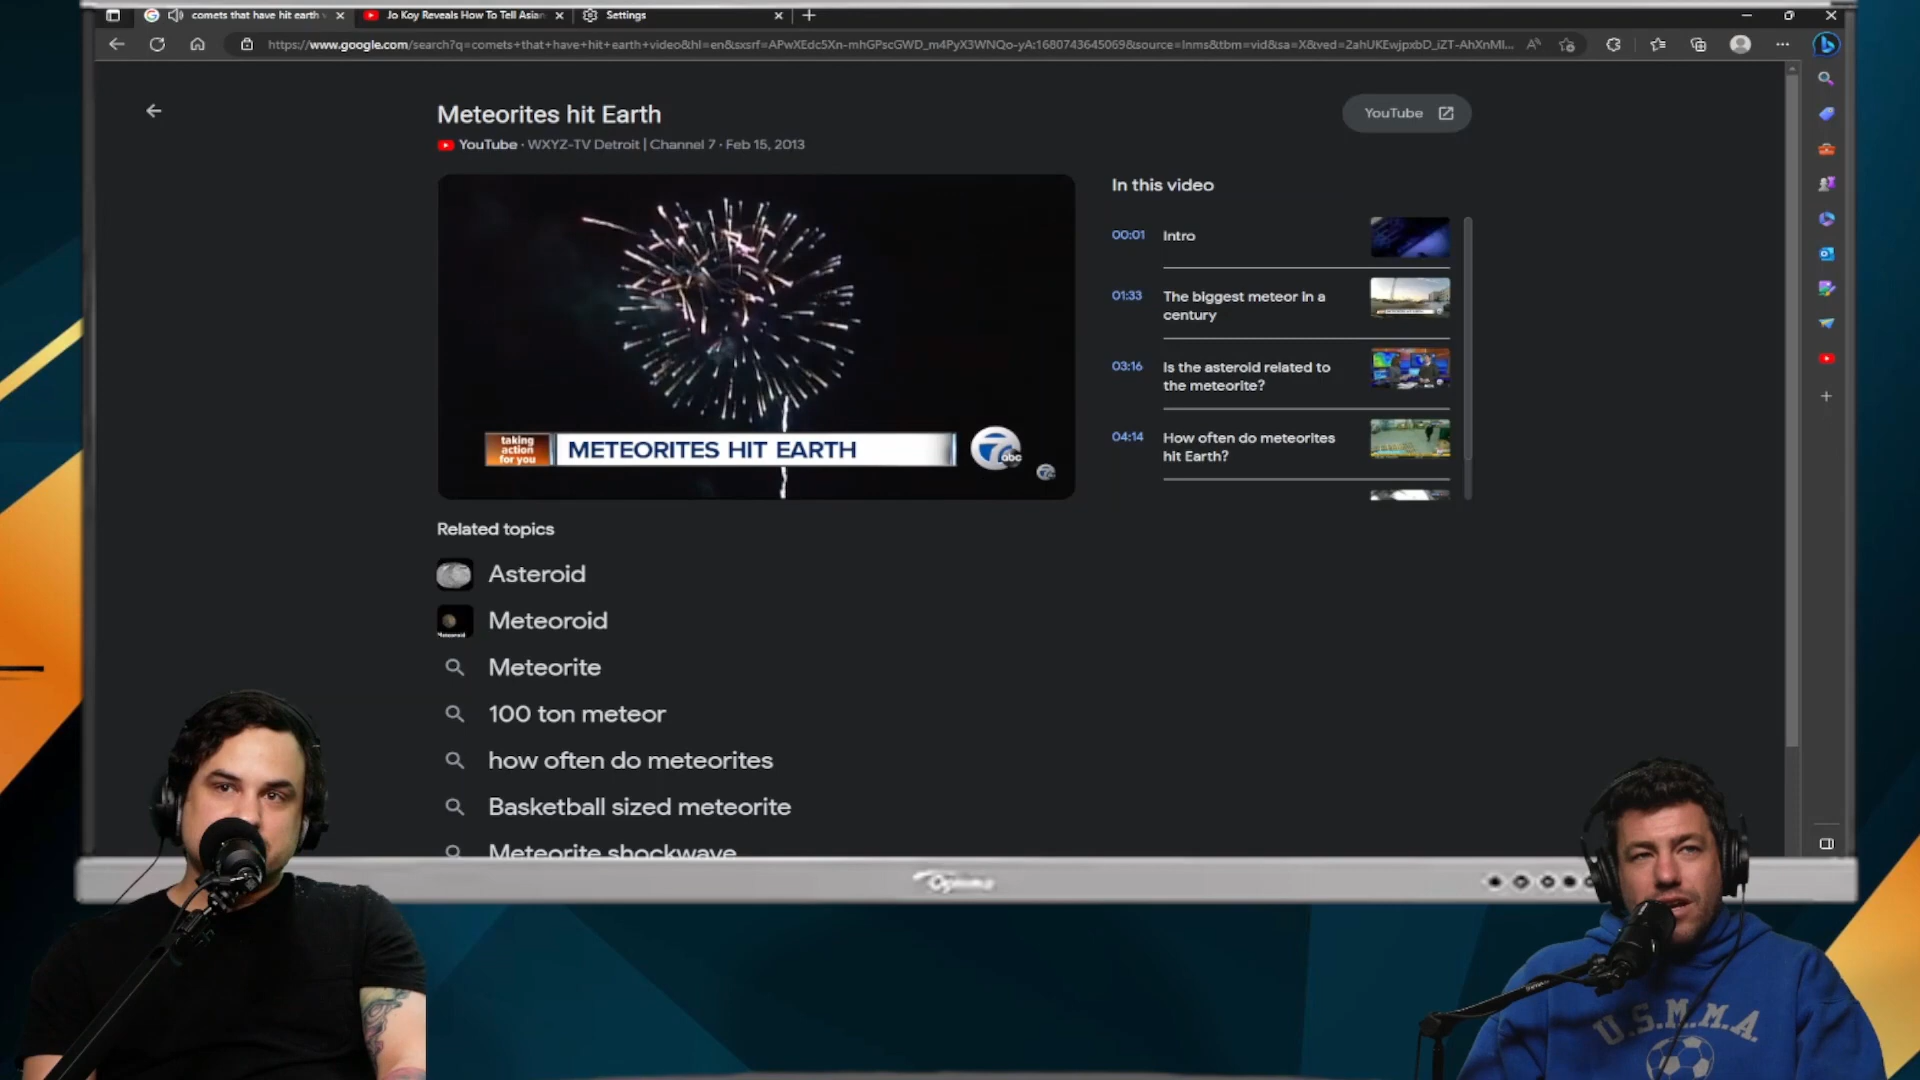 comets that have hit earth
Jo Koy Reveals How To Tell Asian
Settings
https://www.google.com/search?q=comets+that+have+hit+earth+video&hl=en&sxsrf=APwXEdc5Xn-mhGPscGWD_m4PyX3WNQo-yA:1680743645069&source=lnms&tbm=vid&sa=X&ved=2ahUKEwjpxbD_iZT-AhXnMI...
Meteorites hit Earth
YouTube
YouTube · WXYZ-TV Detroit | Channel 7 · Feb 15, 2013
In this video
00:01 Intro
01:33 The biggest meteor in a
century
03:16 Is the asteroid related to
the meteorite?
04:14 How often do meteorites
hit Earth?
taking
action
for you
METEORITES HIT EARTH
7 abc
Related topics
Asteroid
Meteoroid
Meteorite
100 ton meteor
how often do meteorites
Basketball sized meteorite
Meteorite shockwave
U.S.M.M.A.